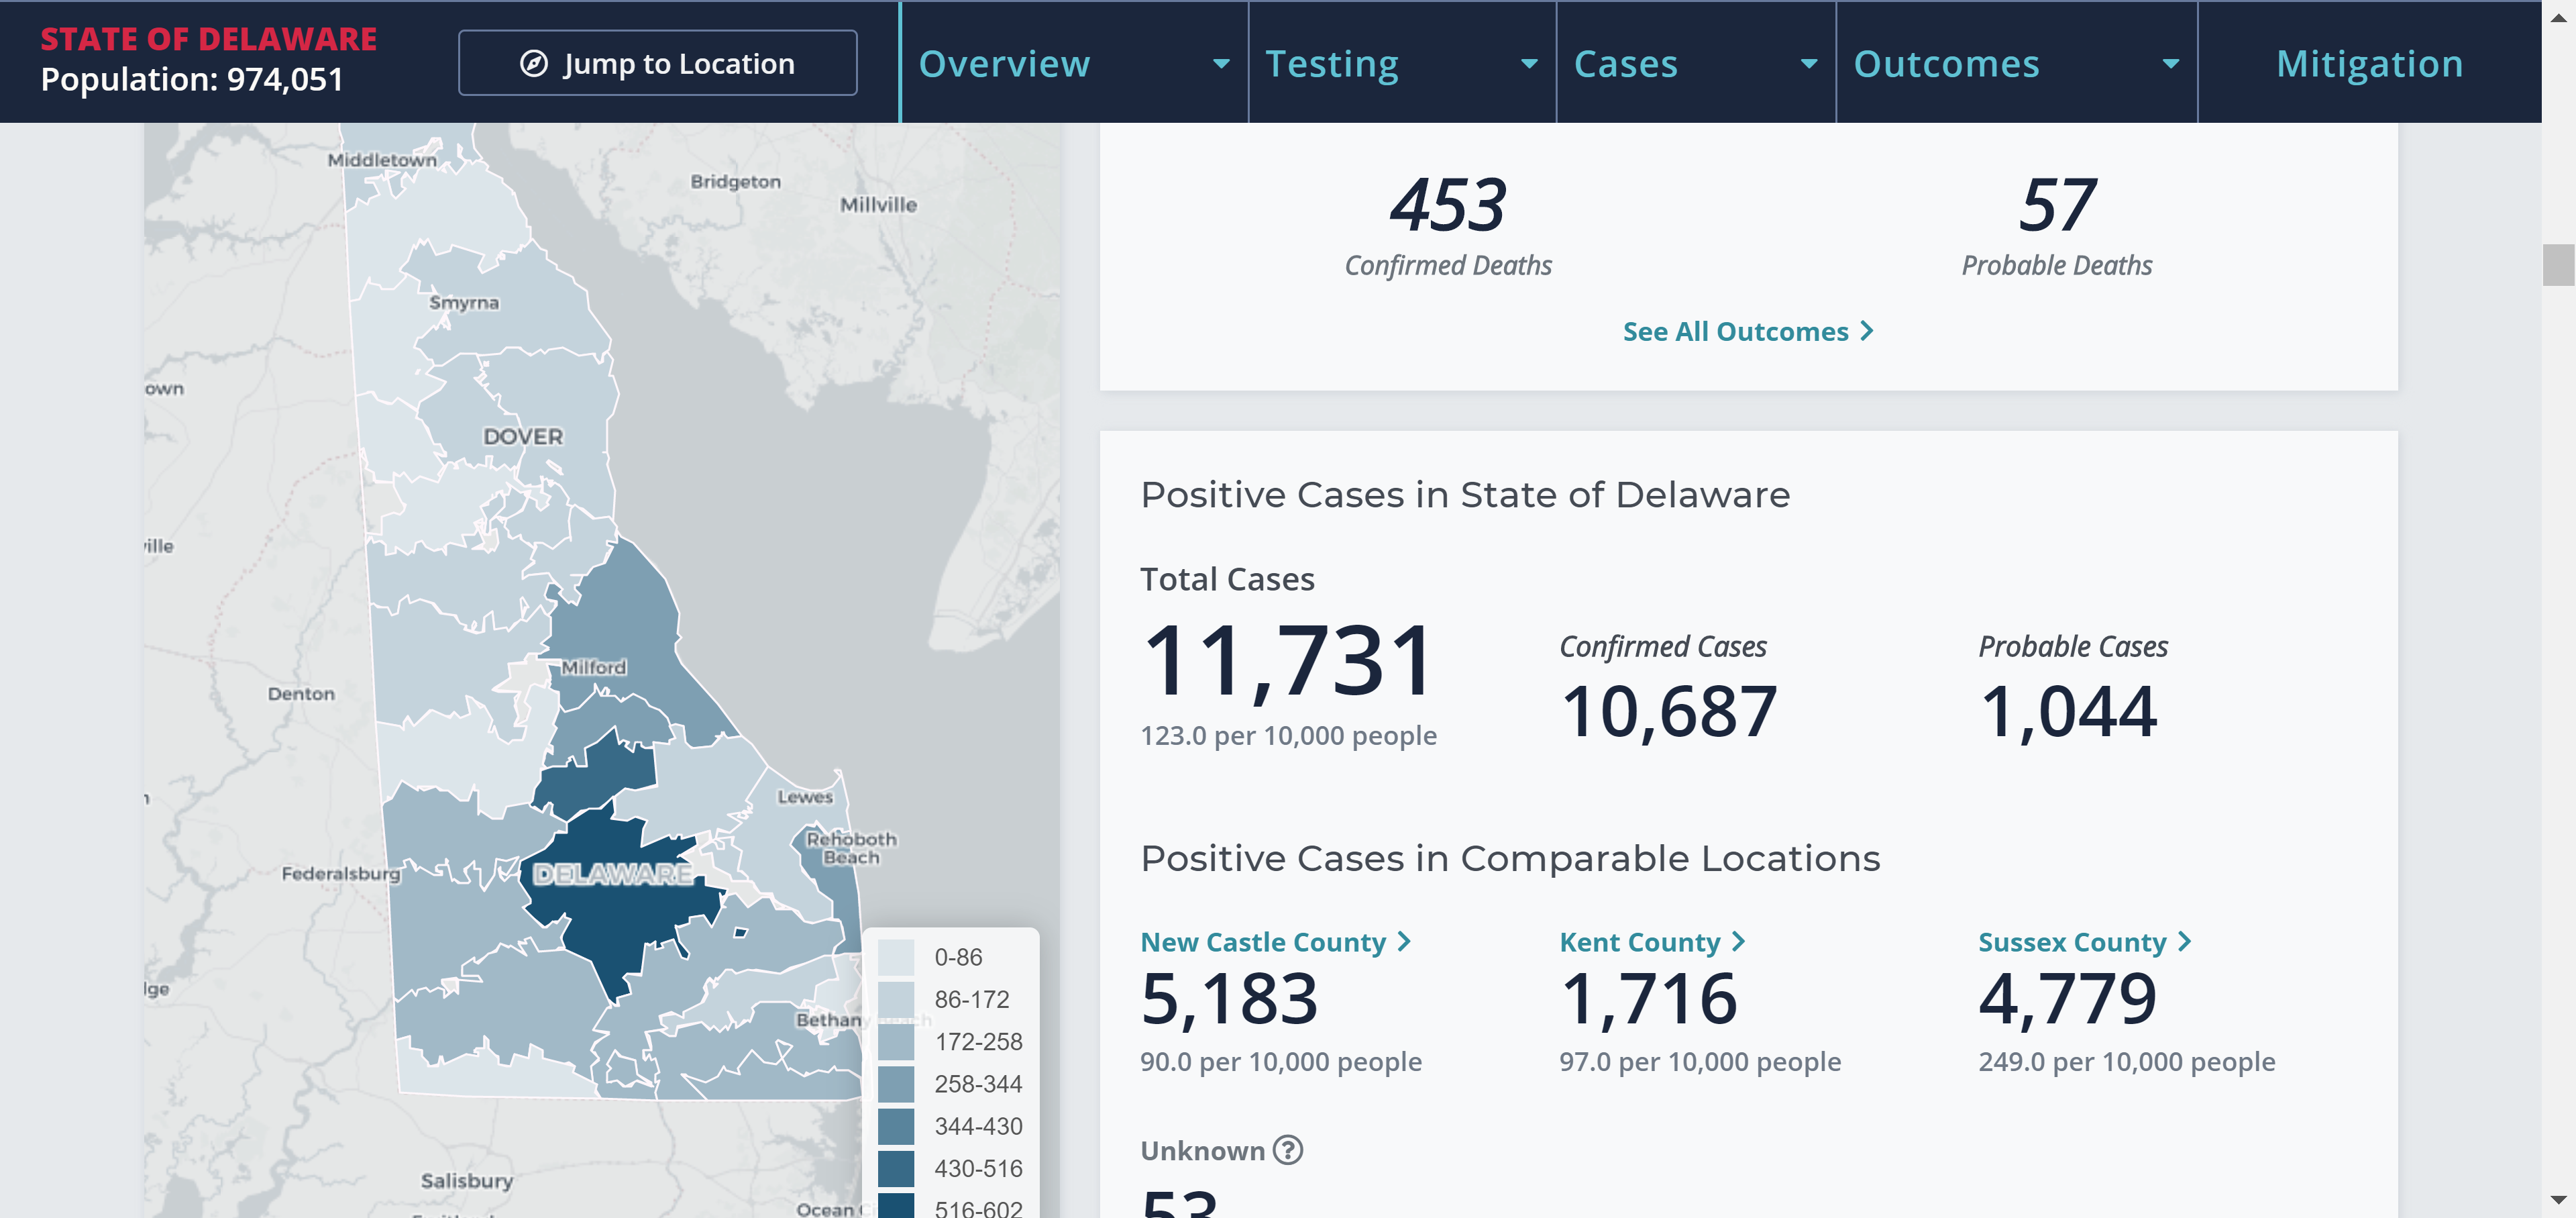 STATE OF DELAWARE
Population: 974,051
Jump to Location
Overview
Testing
Cases
Outcomes
Mitigation
Middletown
Bridgeton
Millville
Smyrna
own
DOVER
ville
Milford
Denton
Lewes
Rehoboth
Beach
Federalsburg
DELAWARE
lge
Bethany
Salisbury
Ocean
0-86
86-172
172-258
258-344
344-430
430-516
516-602
453
Confirmed Deaths
57
Probable Deaths
See All Outcomes
Positive Cases in State of Delaware
Total Cases
11,731
123.0 per 10,000 people
Confirmed Cases
10,687
Probable Cases
1,044
Positive Cases in Comparable Locations
New Castle County
5,183
90.0 per 10,000 people
Kent County
1,716
97.0 per 10,000 people
Sussex County
4,779
249.0 per 10,000 people
Unknown ?
53